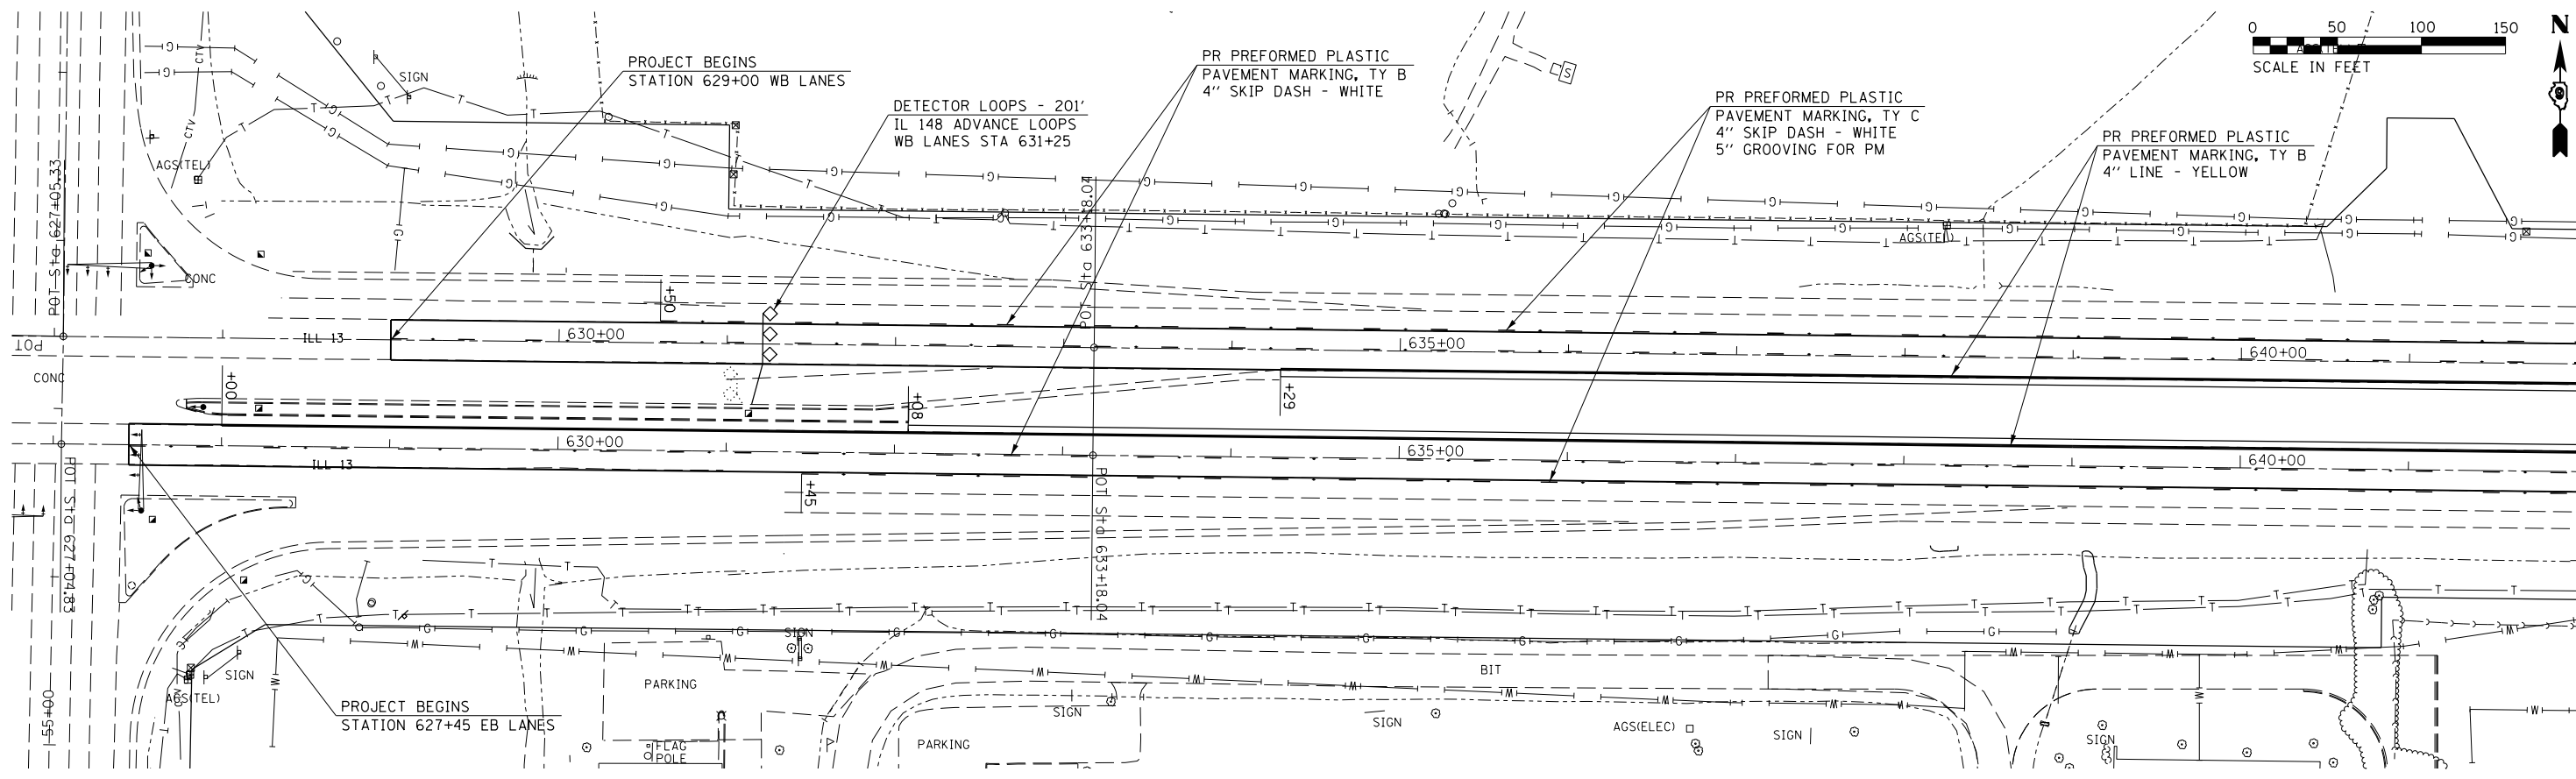 PROJECT BEGINS
STATION 629+00 WB LANES
DETECTOR LOOPS - 201'
IL 148 ADVANCE LOOPS
WB LANES STA 631+25
PR PREFORMED PLASTIC
PAVEMENT MARKING, TY B
4" SKIP DASH - WHITE
PR PREFORMED PLASTIC
PAVEMENT MARKING, TY C
4" SKIP DASH - WHITE
5" GROOVING FOR PM
PR PREFORMED PLASTIC
PAVEMENT MARKING, TY B
4" LINE - YELLOW
0 50 100 150
SCALE IN FEET
N
SIGN
CTV
CTV
AGS(TEL)
AGS(TEL)
POT Sta 627+05.33
CONC
+50
ILL 13
630+00
635+00
640+00
POT
CONC
+00
+08
+29
630+00
635+00
640+00
ILL 13
+45
POT Sta 627+04.83
POT Sta 633+18.04
SIGN
SIGN
AGS(TEL)
PARKING
BIT
PROJECT BEGINS
STATION 627+45 EB LANES
55+00
SIGN
SIGN
AGS(ELEC)
SIGN
SIGN
PARKING
FLAG
POLE